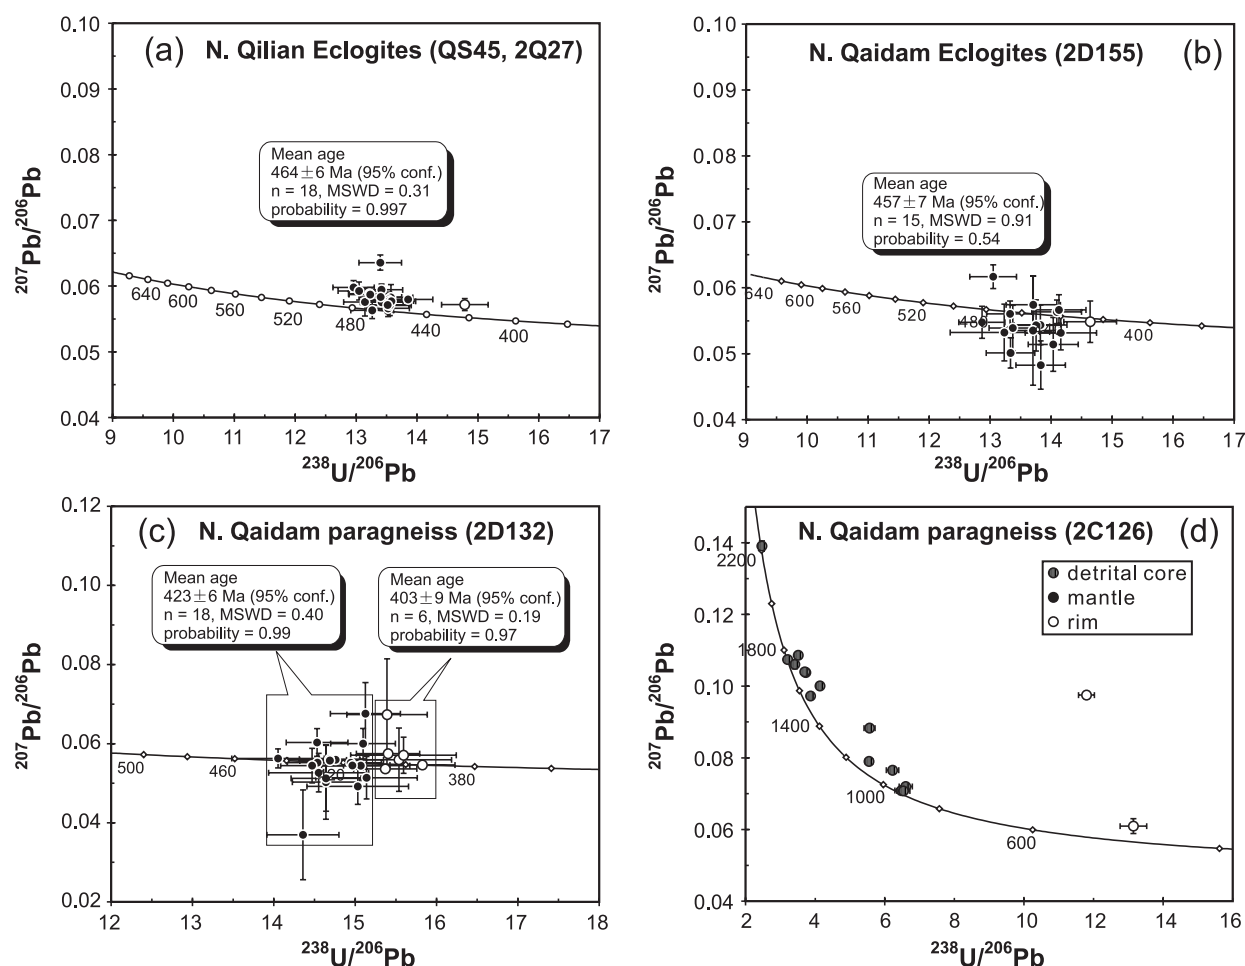 (a) N. Qilian Eclogites (QS45, 2Q27)
0.10
0.09
0.08
0.07
0.06
0.05
0.04
207Pb/206Pb
Mean age
464±6 Ma (95% conf.)
n = 18, MSWD = 0.31
probability = 0.997
640
600
560
520
480
440
400
9 10 11 12 13 14 15 16 17
238U/206Pb
N. Qaidam Eclogites (2D155) (b)
0.10
0.09
0.08
0.07
0.06
0.05
0.04
207Pb/206Pb
Mean age
457±7 Ma (95% conf.)
n = 15, MSWD = 0.91
probability = 0.54
640
600
560
520
400
9 10 11 12 13 14 15 16 17
238U/206Pb
(c) N. Qaidam paragneiss (2D132)
0.12
0.10
0.08
0.06
0.04
0.02
207Pb/206Pb
Mean age
423±6 Ma (95% conf.)
n = 18, MSWD = 0.40
probability = 0.99
Mean age
403±9 Ma (95% conf.)
n = 6, MSWD = 0.19
probability = 0.97
500
460
380
12 13 14 15 16 17 18
238U/206Pb
N. Qaidam paragneiss (2C126) (d)
0.14
0.12
0.10
0.08
0.06
0.04
207Pb/206Pb
detrital core
mantle
rim
2200
1800
1400
1000
600
2 4 6 8 10 12 14 16
238U/206Pb